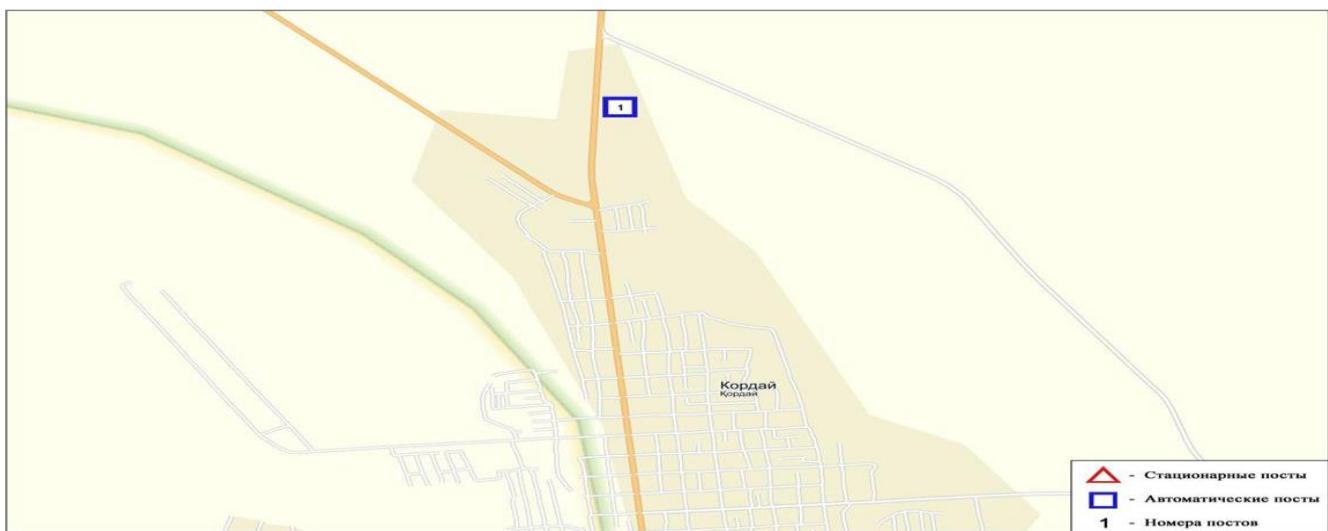 1
Кордай
Қордай
- Стационарные посты
- Автоматические посты
1 - Номера постов